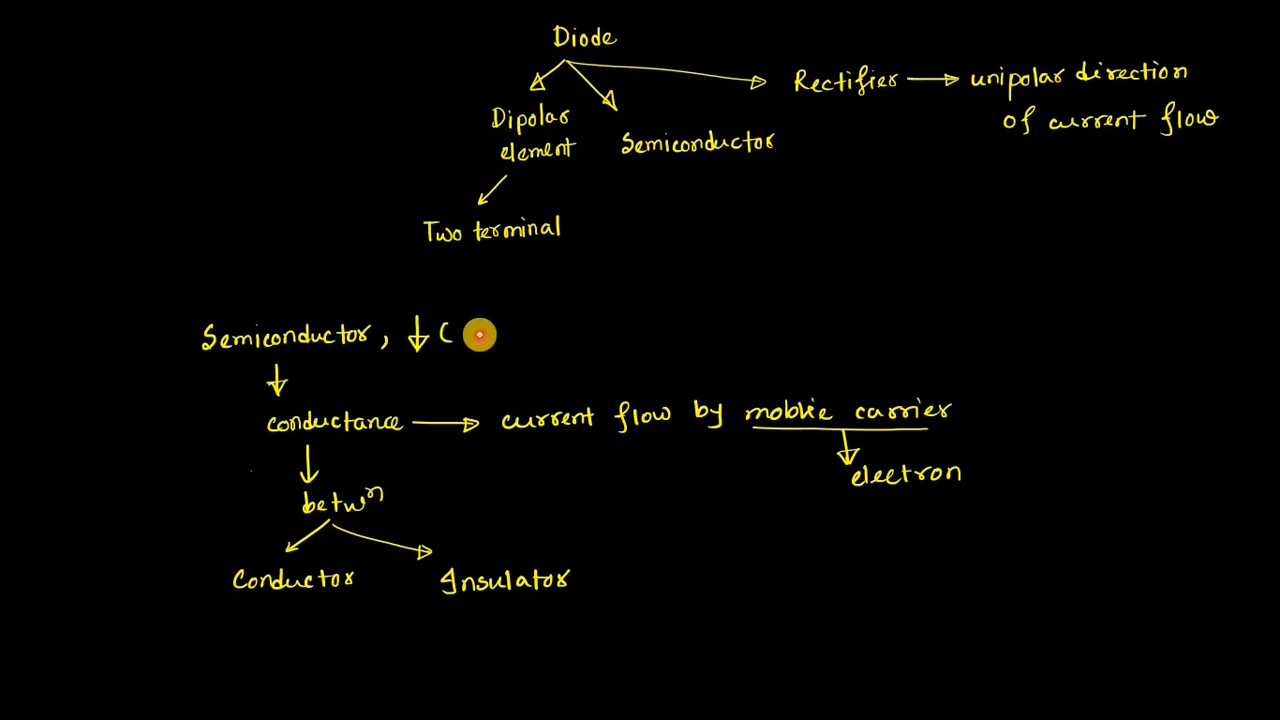 Diode
Rectifier → unipolar direction
of current flow
Dipolar
element
Semiconductor
Two terminal
Semiconductor, ↓ (
conductance → current flow by moblie carrier
electron
betwⁿ
Conductor
Insulator